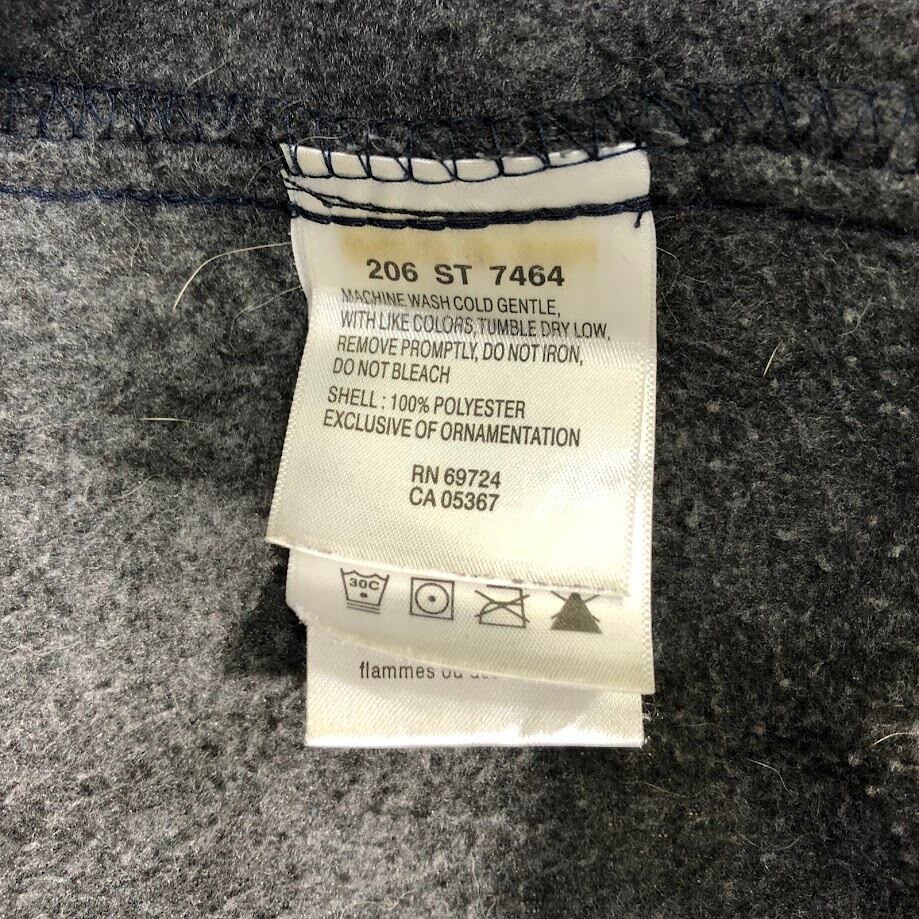 206 ST 7464
MACHINE WASH COLD GENTLE,
WITH LIKE COLORS, TUMBLE DRY LOW,
REMOVE PROMPTLY, DO NOT IRON,
DO NOT BLEACH
SHELL : 100% POLYESTER
EXCLUSIVE OF ORNAMENTATION
RN 69724
CA 05367
30C
flammes ou